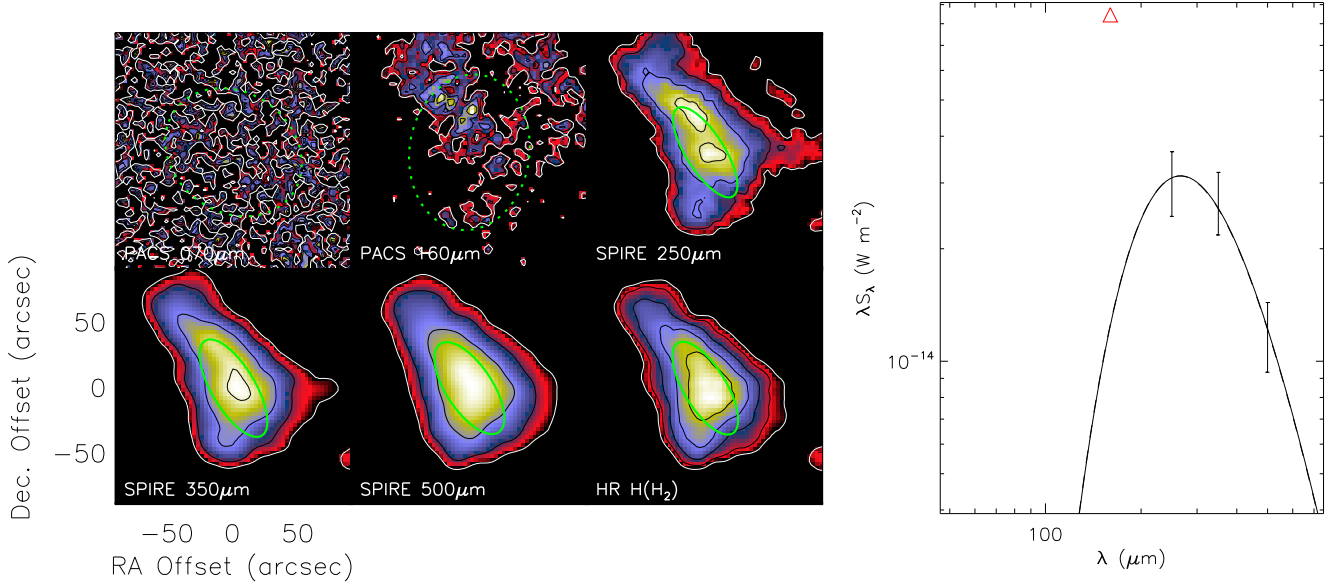 PACS 070μm
PACS 160μm
SPIRE 250μm
SPIRE 350μm
SPIRE 500μm
HR H(H₂)
Dec. Offset (arcsec)
50
0
−50
−50 0 50
RA Offset (arcsec)
λS_λ (W m⁻²)
10⁻¹⁴
100
λ (μm)